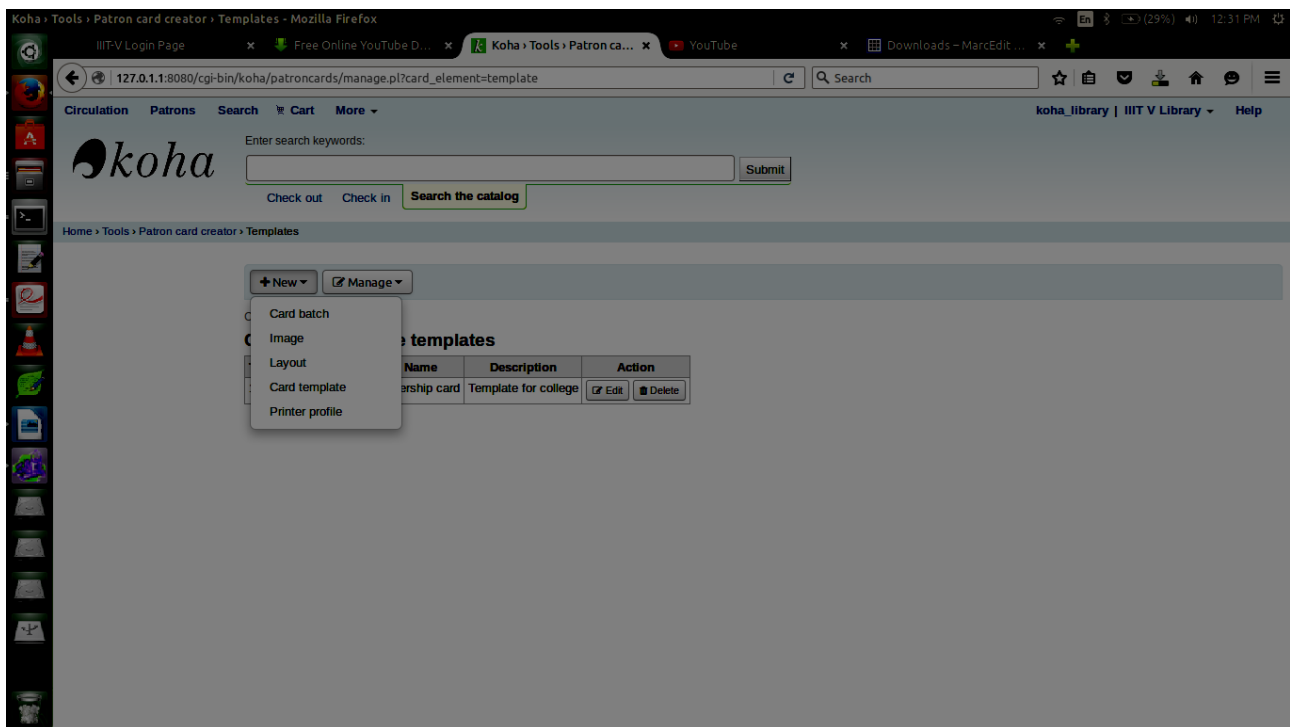 Koha › Tools › Patron card creator › Templates - Mozilla Firefox
En (29%) 12:31 PM
IIIT-V Login Page
Free Online YouTube D...
Koha › Tools › Patron ca...
YouTube
Downloads – MarcEdit ...
127.0.1.1:8080/cgi-bin/koha/patroncards/manage.pl?card_element=template
Search
Circulation Patrons Search Cart More
koha_library | IIIT V Library Help
koha
Enter search keywords:
Submit
Check out Check in Search the catalog
Home › Tools › Patron card creator › Templates
New Manage
Card batch
Image
Layout
Card template
Printer profile
templates
Name Description Action
ership card Template for college Edit Delete